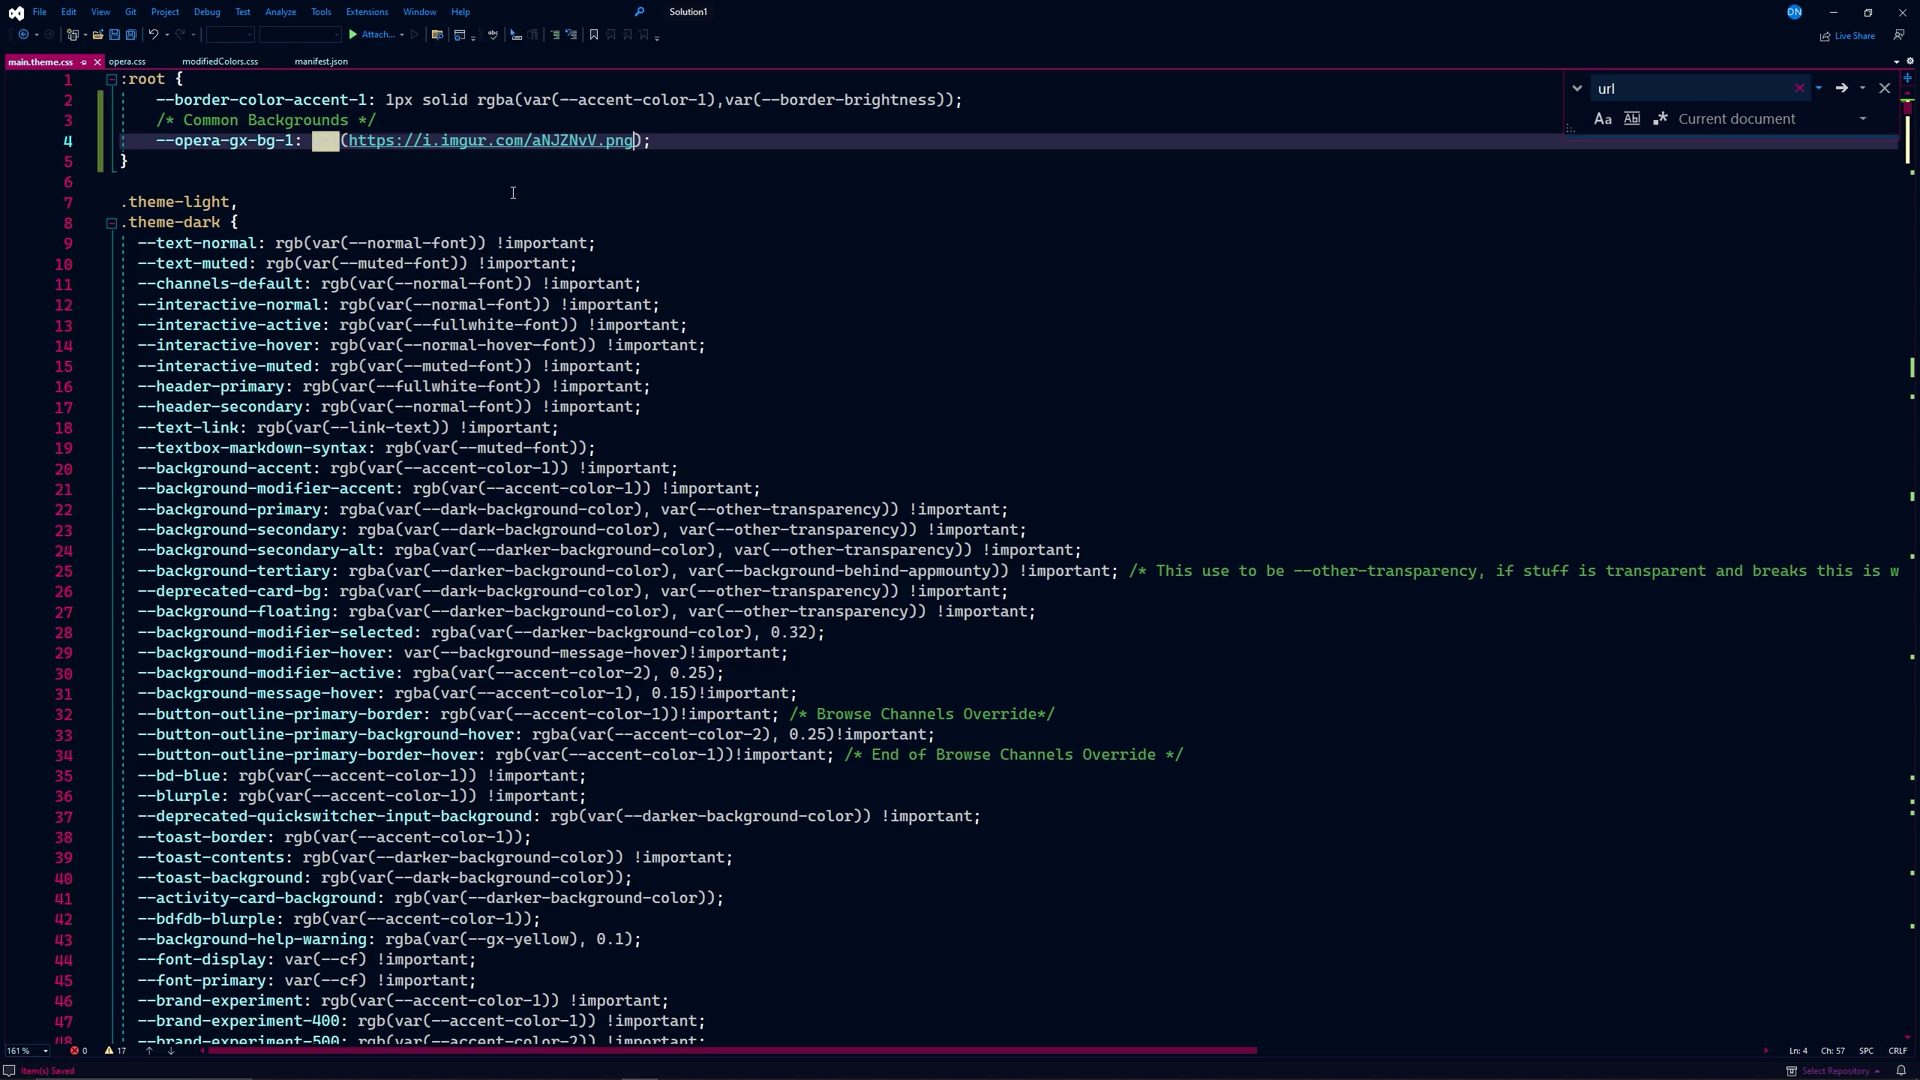 File Edit View Git Project Debug Test Analyze Tools Extensions Window Help Solution1 DN
Attach... Live Share
main.theme.css opera.css modifiedColors.css manifest.json
url
Aa Abl .* Current document
1 :root {
2 --border-color-accent-1: 1px solid rgba(var(--accent-color-1),var(--border-brightness));
3 /* Common Backgrounds */
4 --opera-gx-bg-1: (https://i.imgur.com/aNJZNvV.png);
5 }
6
7 .theme-light,
8 .theme-dark {
9 --text-normal: rgb(var(--normal-font)) !important;
10 --text-muted: rgb(var(--muted-font)) !important;
11 --channels-default: rgb(var(--normal-font)) !important;
12 --interactive-normal: rgb(var(--normal-font)) !important;
13 --interactive-active: rgb(var(--fullwhite-font)) !important;
14 --interactive-hover: rgb(var(--normal-hover-font)) !important;
15 --interactive-muted: rgb(var(--muted-font)) !important;
16 --header-primary: rgb(var(--fullwhite-font)) !important;
17 --header-secondary: rgb(var(--normal-font)) !important;
18 --text-link: rgb(var(--link-text)) !important;
19 --textbox-markdown-syntax: rgb(var(--muted-font));
20 --background-accent: rgb(var(--accent-color-1)) !important;
21 --background-modifier-accent: rgb(var(--accent-color-1)) !important;
22 --background-primary: rgba(var(--dark-background-color), var(--other-transparency)) !important;
23 --background-secondary: rgba(var(--dark-background-color), var(--other-transparency)) !important;
24 --background-secondary-alt: rgba(var(--darker-background-color), var(--other-transparency)) !important;
25 --background-tertiary: rgba(var(--darker-background-color), var(--background-behind-appmounty)) !important; /* This use to be --other-transparency, if stuff is transparent and breaks this is w
26 --deprecated-card-bg: rgba(var(--darker-background-color), var(--other-transparency)) !important;
27 --background-floating: rgba(var(--darker-background-color), var(--other-transparency)) !important;
28 --background-modifier-selected: rgba(var(--darker-background-color), 0.32);
29 --background-modifier-hover: var(--background-message-hover)!important;
30 --background-modifier-active: rgba(var(--accent-color-2), 0.25);
31 --background-message-hover: rgba(var(--accent-color-1), 0.15)!important;
32 --button-outline-primary-border: rgb(var(--accent-color-1))!important; /* Browse Channels Override*/
33 --button-outline-primary-background-hover: rgba(var(--accent-color-2), 0.25)!important;
34 --button-outline-primary-border-hover: rgb(var(--accent-color-1))!important; /* End of Browse Channels Override */
35 --bd-blue: rgb(var(--accent-color-1)) !important;
36 --blurple: rgb(var(--accent-color-1)) !important;
37 --deprecated-quickswitcher-input-background: rgb(var(--darker-background-color)) !important;
38 --toast-border: rgb(var(--accent-color-1));
39 --toast-contents: rgb(var(--darker-background-color)) !important;
40 --toast-background: rgb(var(--dark-background-color));
41 --activity-card-background: rgb(var(--darker-background-color));
42 --bdfdb-blurple: rgb(var(--accent-color-1));
43 --background-help-warning: rgba(var(--gx-yellow), 0.1);
44 --font-display: var(--cf) !important;
45 --font-primary: var(--cf) !important;
46 --brand-experiment: rgb(var(--accent-color-1)) !important;
47 --brand-experiment-400: rgb(var(--accent-color-1)) !important;
48 --brand-experiment-500: rgb(var(--accent-color-2)) !important;
161 % 0 17 Ln: 4 Ch: 57 SPC CRLF
Item(s) Saved Select Repository